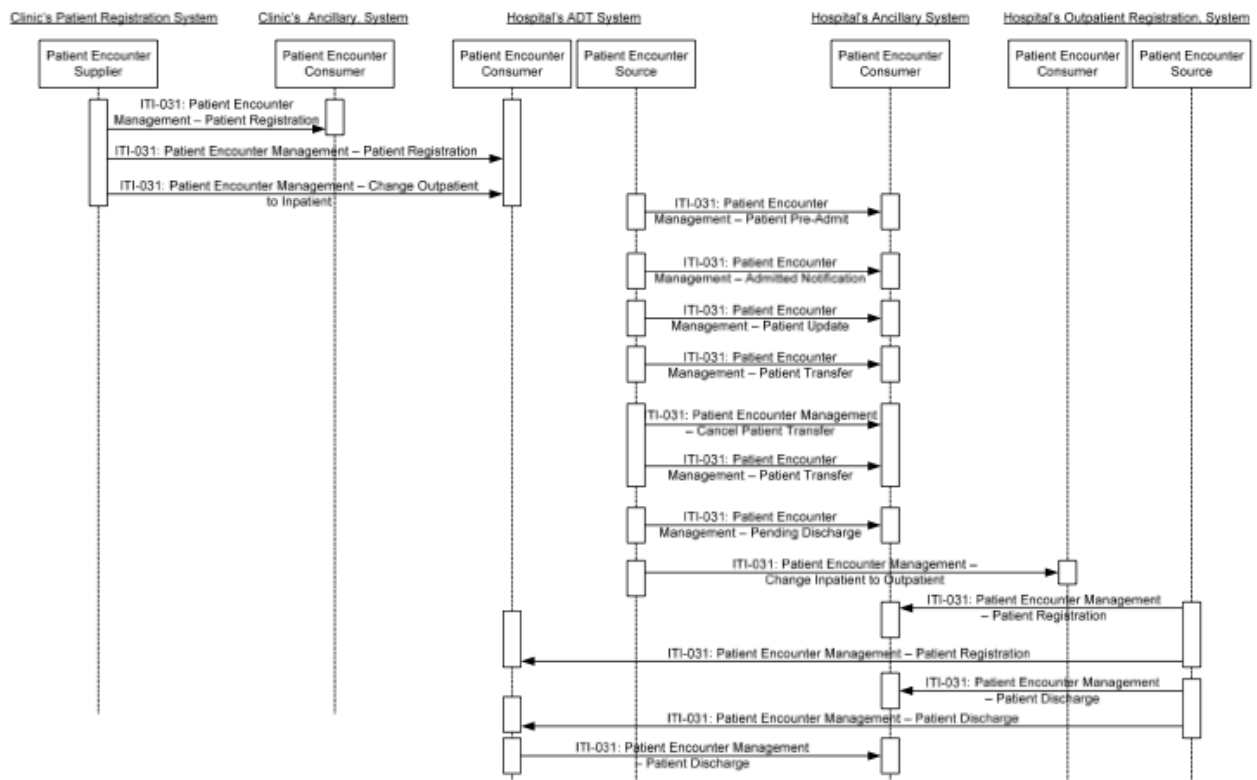 Clinic's Patient Registration System
Clinic's Ancillary. System
Hospital's ADT System
Hospital's Ancillary System
Hospital's Outpatient Registration. System
Patient Encounter
Supplier
Patient Encounter
Consumer
Patient Encounter
Consumer
Patient Encounter
Source
Patient Encounter
Consumer
Patient Encounter
Consumer
Patient Encounter
Source
ITI-031: Patient Encounter
Management – Patient Registration
ITI-031: Patient Encounter Management – Patient Registration
ITI-031: Patient Encounter Management – Change Outpatient
to Inpatient
ITI-031: Patient Encounter
Management – Patient Pre-Admit
ITI-031: Patient Encounter
Management – Admitted Notification
ITI-031: Patient Encounter
Management – Patient Update
ITI-031: Patient Encounter
Management – Patient Transfer
ITI-031: Patient Encounter Management
– Cancel Patient Transfer
ITI-031: Patient Encounter
Management – Patient Transfer
ITI-031: Patient Encounter
Management – Pending Discharge
ITI-031: Patient Encounter Management –
Change Inpatient to Outpatient
ITI-031: Patient Encounter Management
– Patient Registration
ITI-031: Patient Encounter Management – Patient Registration
ITI-031: Patient Encounter Management
– Patient Discharge
ITI-031: Patient Encounter Management – Patient Discharge
ITI-031: Patient Encounter Management
– Patient Discharge